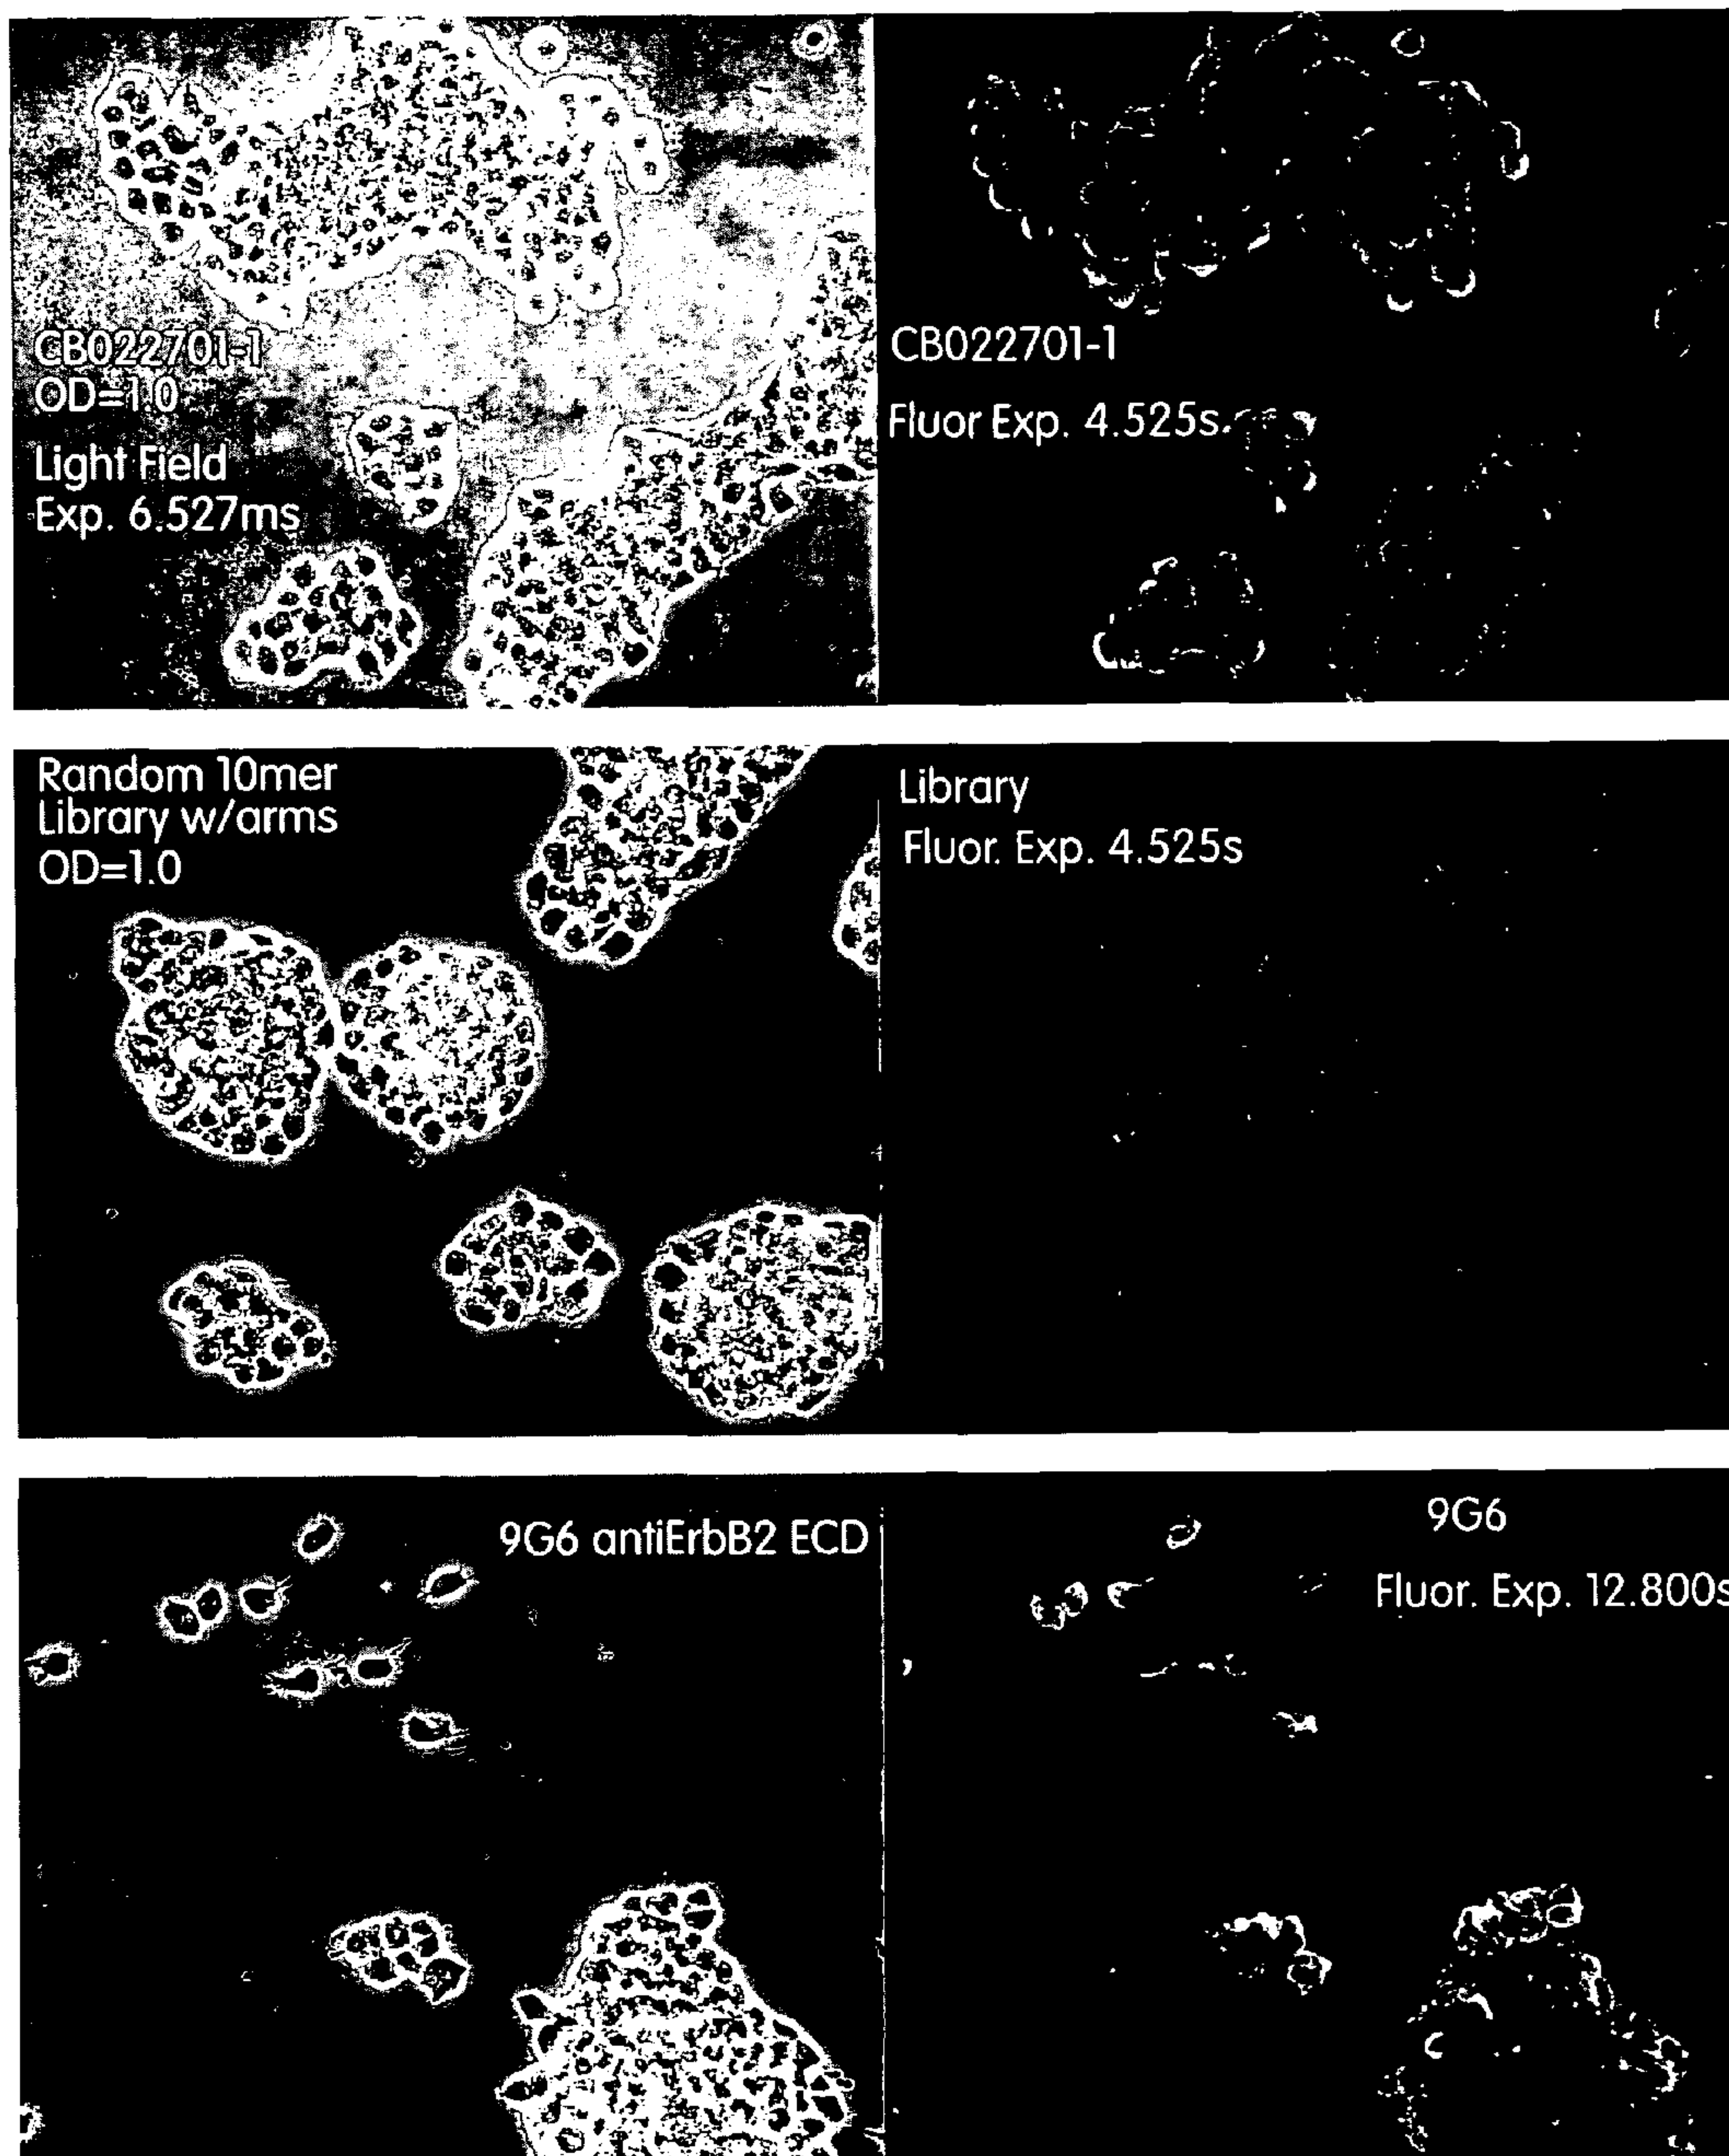 CB022701-1
OD=1.0
Light Field
Exp. 6.527ms
CB022701-1
Fluor Exp. 4.525s
Random 10mer
Library w/arms
OD=1.0
Library
Fluor. Exp. 4.525s
9G6 antiErbB2 ECD
9G6
Fluor. Exp. 12.800s